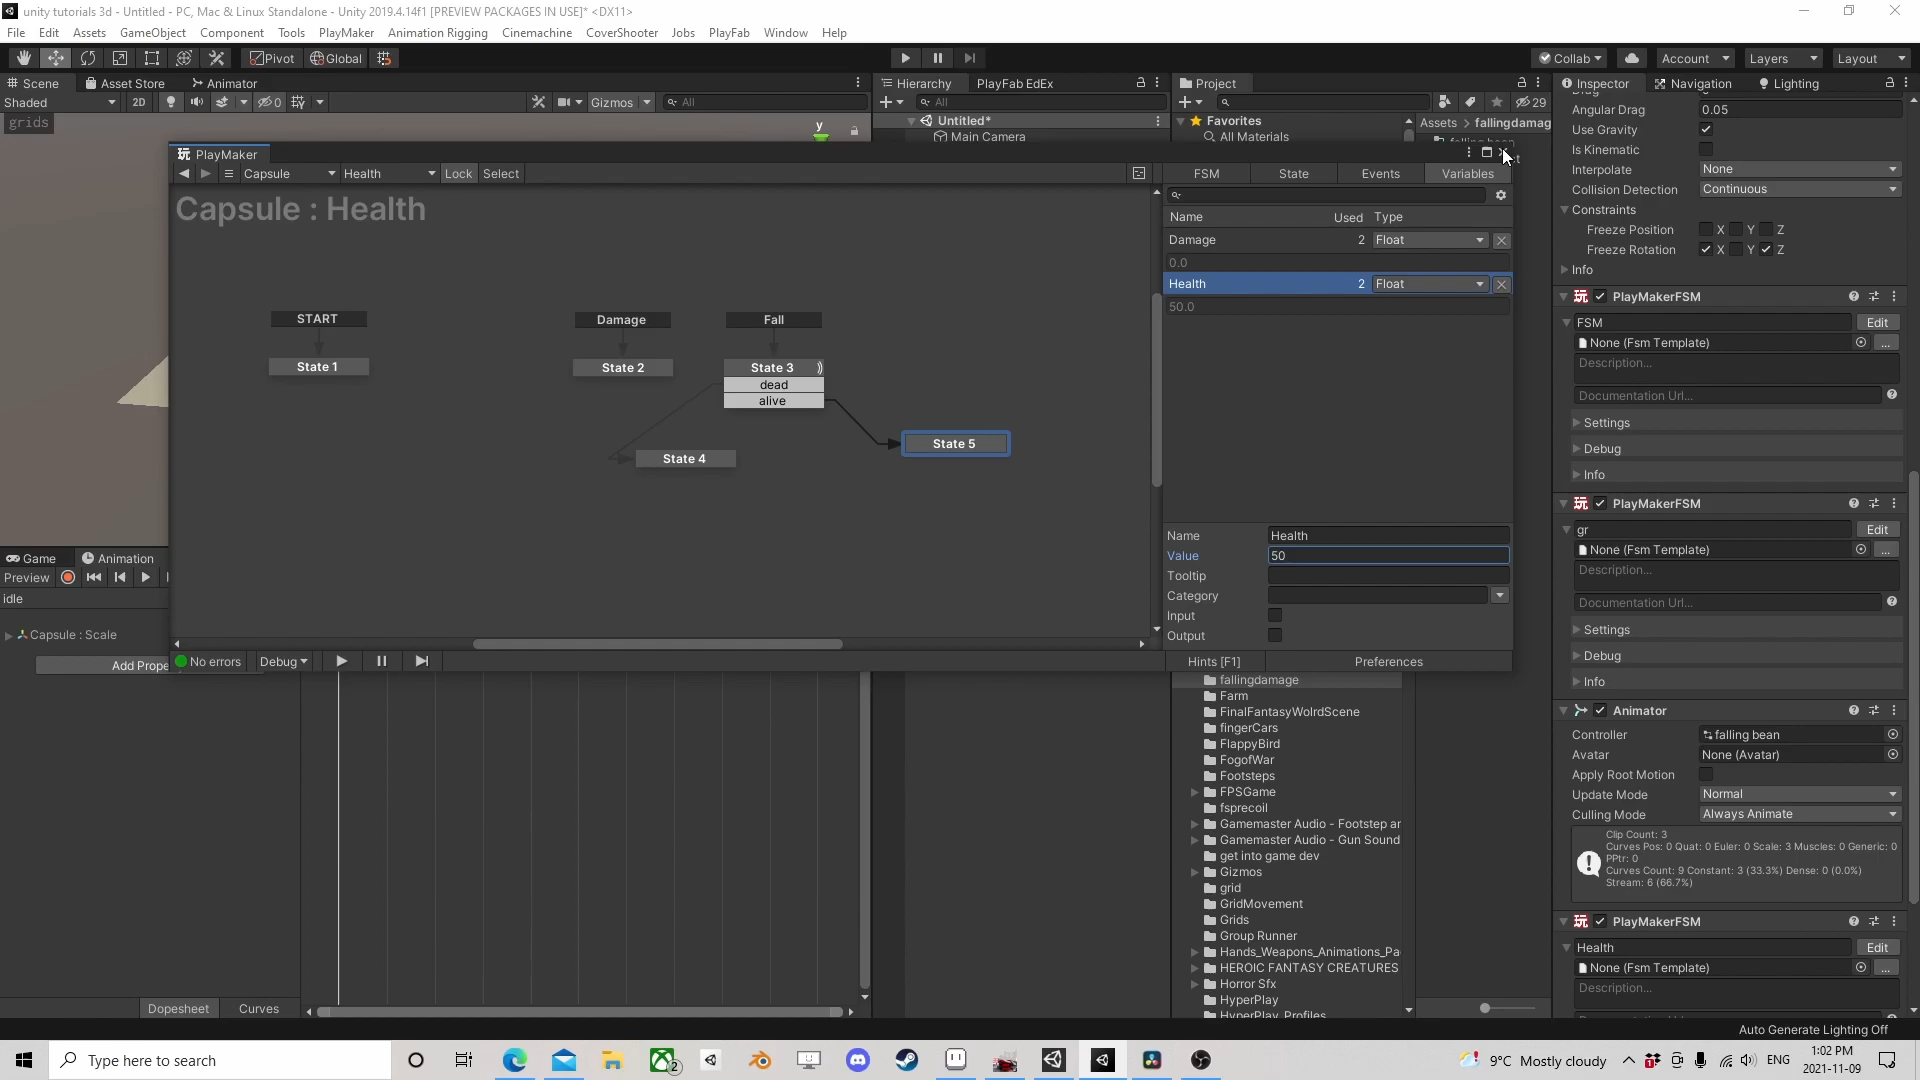 unity tutorials 3d - Untitled - PC, Mac & Linux Standalone - Unity 2019.4.14f1 [PREVIEW PACKAGES IN USE]* <DX11>
File Edit Assets GameObject Component Tools PlayMaker Animation Rigging Cinemachine CoverShooter Jobs PlayFab Window Help
Pivot Global Collab Account Layers Layout
Scene Asset Store Animator
Hierarchy PlayFab EdEx
Project
Inspector Navigation Lighting
Shaded 2D 0 Gizmos All
All
29
grids
y
Untitled*
Main Camera
Favorites
All Materials
Assets > fallingdamag
PlayMaker
Capsule Health Lock Select
FSM State Events Variables
Capsule : Health
Name Used Type
Damage 2 Float
0.0
Health 2 Float
50.0
START
State 1
Damage
State 2
Fall
State 3
dead
alive
State 4
State 5
Name Health
Value 50
Tooltip
Category
Input
Output
No errors Debug
Hints [F1] Preferences
Game Animation
Preview
idle
Capsule : Scale
Add Prope
Dopesheet Curves
fallingdamage
Farm
FinalFantasyWolrdScene
fingerCars
FlappyBird
FogofWar
Footsteps
FPSGame
fsprecoil
Gamemaster Audio - Footstep ar
Gamemaster Audio - Gun Sound
get into game dev
Gizmos
grid
GridMovement
Grids
Group Runner
Hands_Weapons_Animations_Pa
HEROIC FANTASY CREATURES
Horror Sfx
HyperPlay
HyperPlay_Profiles
Angular Drag 0.05
Use Gravity
Is Kinematic
Interpolate None
Collision Detection Continuous
Constraints
Freeze Position X Y Z
Freeze Rotation X Y Z
Info
PlayMakerFSM
FSM Edit
None (Fsm Template) ...
Description...
Documentation Url...
Settings
Debug
Info
PlayMakerFSM
gr Edit
None (Fsm Template) ...
Description...
Documentation Url...
Settings
Debug
Info
Animator
Controller falling bean
Avatar None (Avatar)
Apply Root Motion
Update Mode Normal
Culling Mode Always Animate
Clip Count: 3
Curves Pos: 0 Quat: 0 Euler: 0 Scale: 3 Muscles: 0 Generic: 0
PPtr: 0
Curves Count: 9 Constant: 3 (33.3%) Dense: 0 (0.0%)
Stream: 6 (66.7%)
PlayMakerFSM
Health Edit
None (Fsm Template) ...
Description...
Auto Generate Lighting Off
Type here to search
2
9°C Mostly cloudy
ENG
1:02 PM
2021-11-09